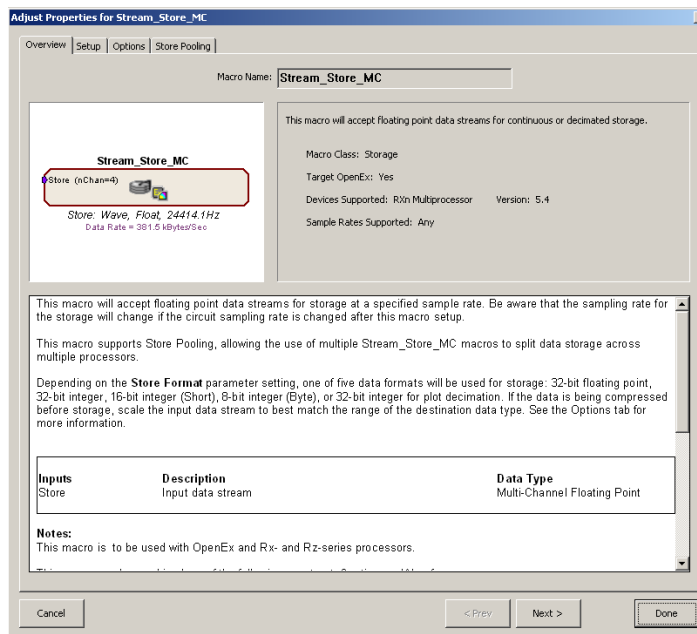 Adjust Properties for Stream_Store_MC
Overview Setup Options Store Pooling
Macro Name: Stream_Store_MC
This macro will accept floating point data streams for continuous or decimated storage.
Macro Class: Storage
Target OpenEx: Yes
Devices Supported: RXn Multiprocessor Version: 5.4
Sample Rates Supported: Any
Stream_Store_MC
Store (nChan=4)
Store: Wave, Float, 24414.1Hz
Data Rate = 381.5 kBytes/Sec
This macro will accept floating point data streams for storage at a specified sample rate. Be aware that the sampling rate for
the storage will change if the circuit sampling rate is changed after this macro setup.
This macro supports Store Pooling, allowing the use of multiple Stream_Store_MC macros to split data storage across
multiple processors.
Depending on the Store Format parameter setting, one of five data formats will be used for storage: 32-bit floating point,
32-bit integer, 16-bit integer (Short), 8-bit integer (Byte), or 32-bit integer for plot decimation. If the data is being compressed
before storage, scale the input data stream to best match the range of the destination data type. See the Options tab for
more information.
Inputs Description Data Type
Store Input data stream Multi-Channel Floating Point
Notes:
This macro is to be used with OpenEx and Rx- and Rz-series processors.
Cancel < Prev Next > Done